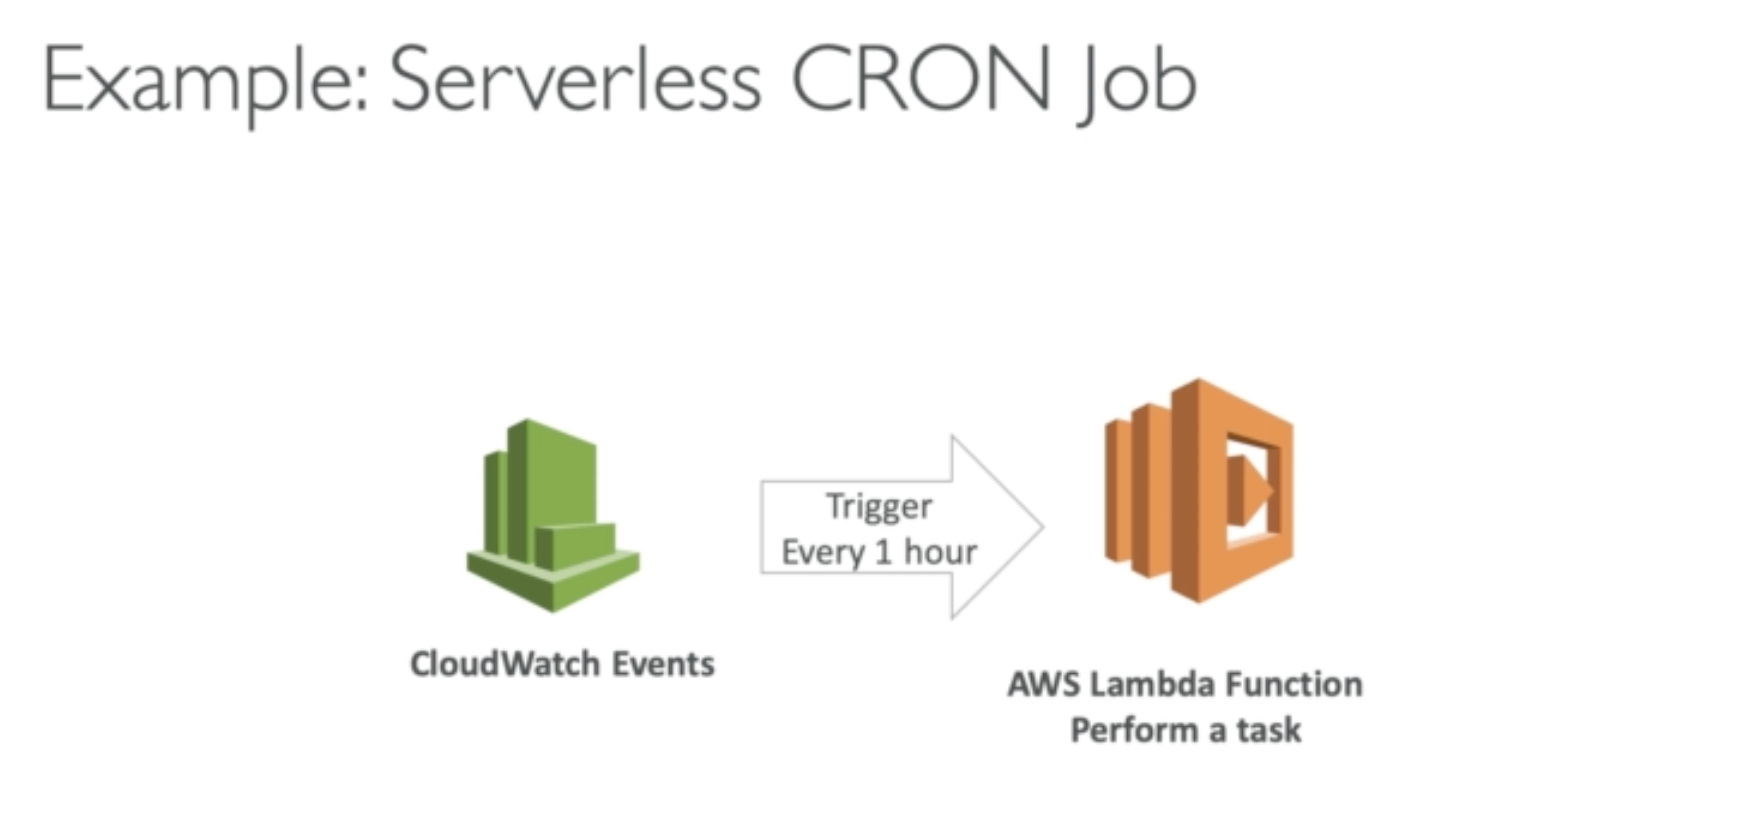 Example: Serverless CRON Job
Trigger
Every 1 hour
CloudWatch Events
AWS Lambda Function
Perform a task